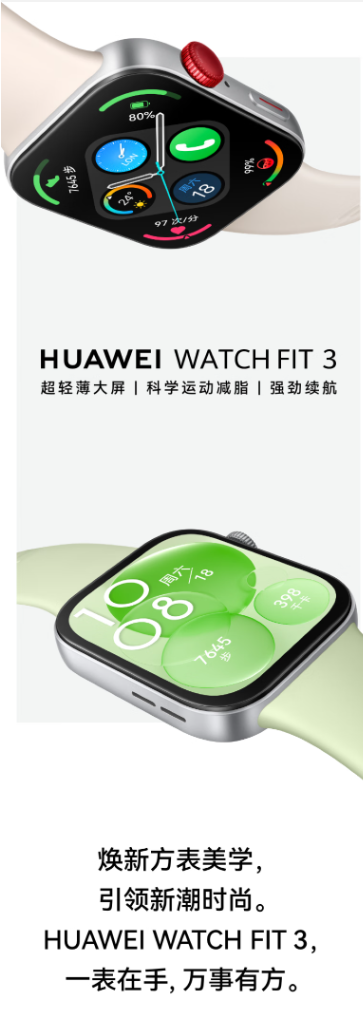 80%
LDN
7645 步
99%
24°
周六
18
97 次/分
HUAWEI WATCH FIT 3
超轻薄大屏 | 科学运动减脂 | 强劲续航
周六
18
10
08
398
千卡
7645
步
焕新方表美学，
引领新潮时尚。
HUAWEI WATCH FIT 3，
一表在手, 万事有方。